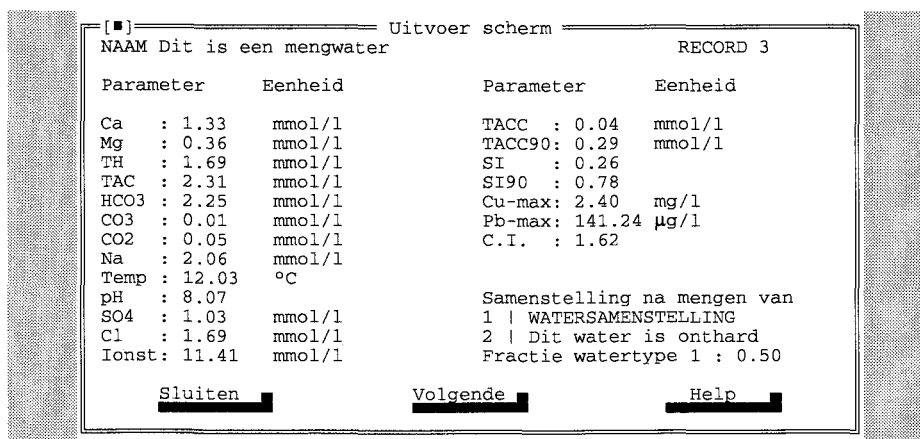 [■] Uitvoer scherm
NAAM Dit is een mengwater RECORD 3
Parameter Eenheid Parameter Eenheid
Ca : 1.33 mmol/l TACC : 0.04 mmol/l
Mg : 0.36 mmol/l TACC90: 0.29 mmol/l
TH : 1.69 mmol/l SI : 0.26
TAC : 2.31 mmol/l SI90 : 0.78
HCO3 : 2.25 mmol/l Cu-max: 2.40 mg/l
CO3 : 0.01 mmol/l Pb-max: 141.24 µg/l
CO2 : 0.05 mmol/l C.I. : 1.62
Na : 2.06 mmol/l
Temp : 12.03 °C
pH : 8.07 Samenstelling na mengen van
SO4 : 1.03 mmol/l 1 | WATERSAMENSTELLING
Cl : 1.69 mmol/l 2 | Dit water is onthard
Ionst: 11.41 mmol/l Fractie watertype 1 : 0.50
Sluiten Volgende Help